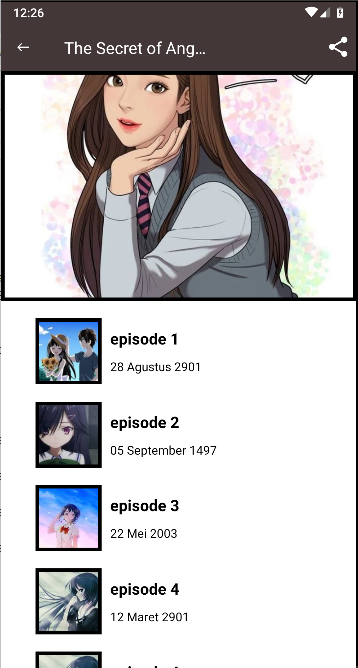 12:26
The Secret of Ang...
episode 1
28 Agustus 2901
episode 2
05 September 1497
episode 3
22 Mei 2003
episode 4
12 Maret 2901